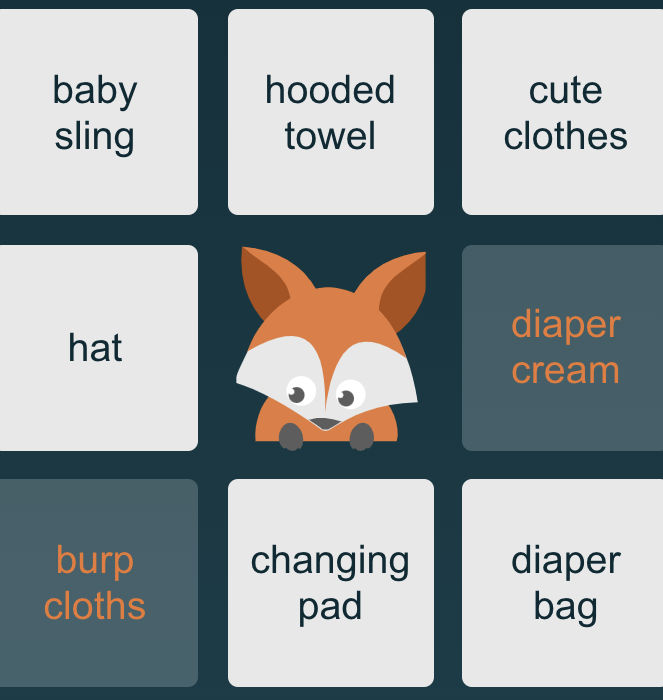 baby
sling
hooded
towel
cute
clothes
hat
diaper
cream
burp
cloths
changing
pad
diaper
bag